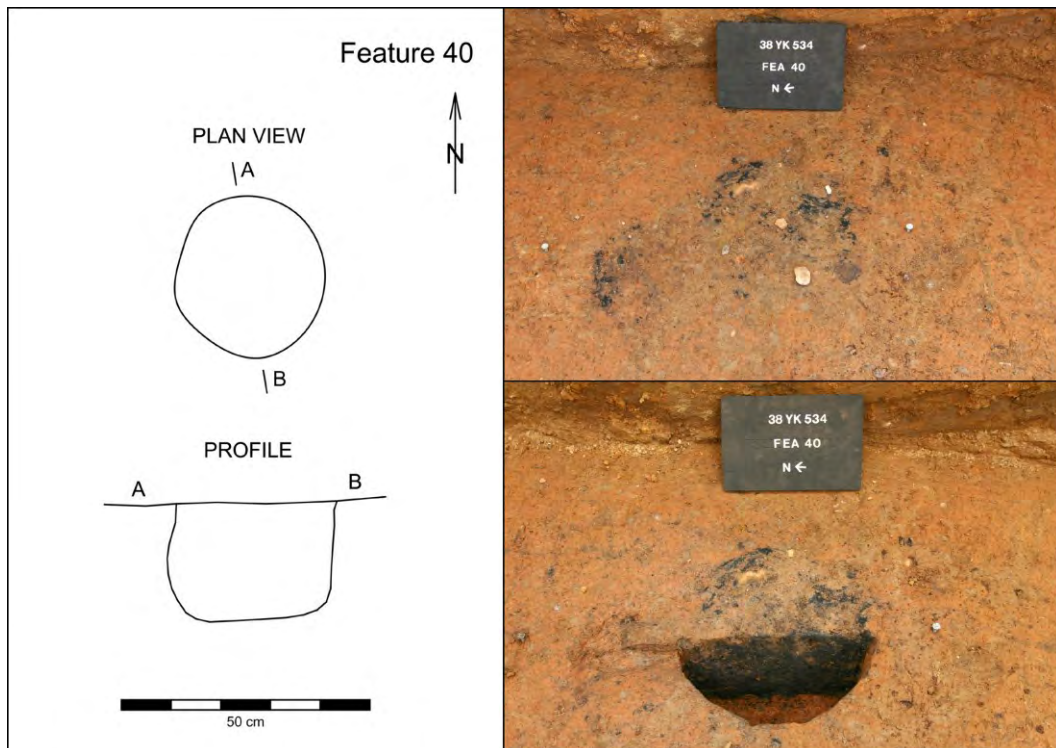 Feature 40
N
PLAN VIEW
A
B
PROFILE
A B
50 cm
38 YK 534
FEA 40
N ←
38 YK 534
FEA 40
N ←